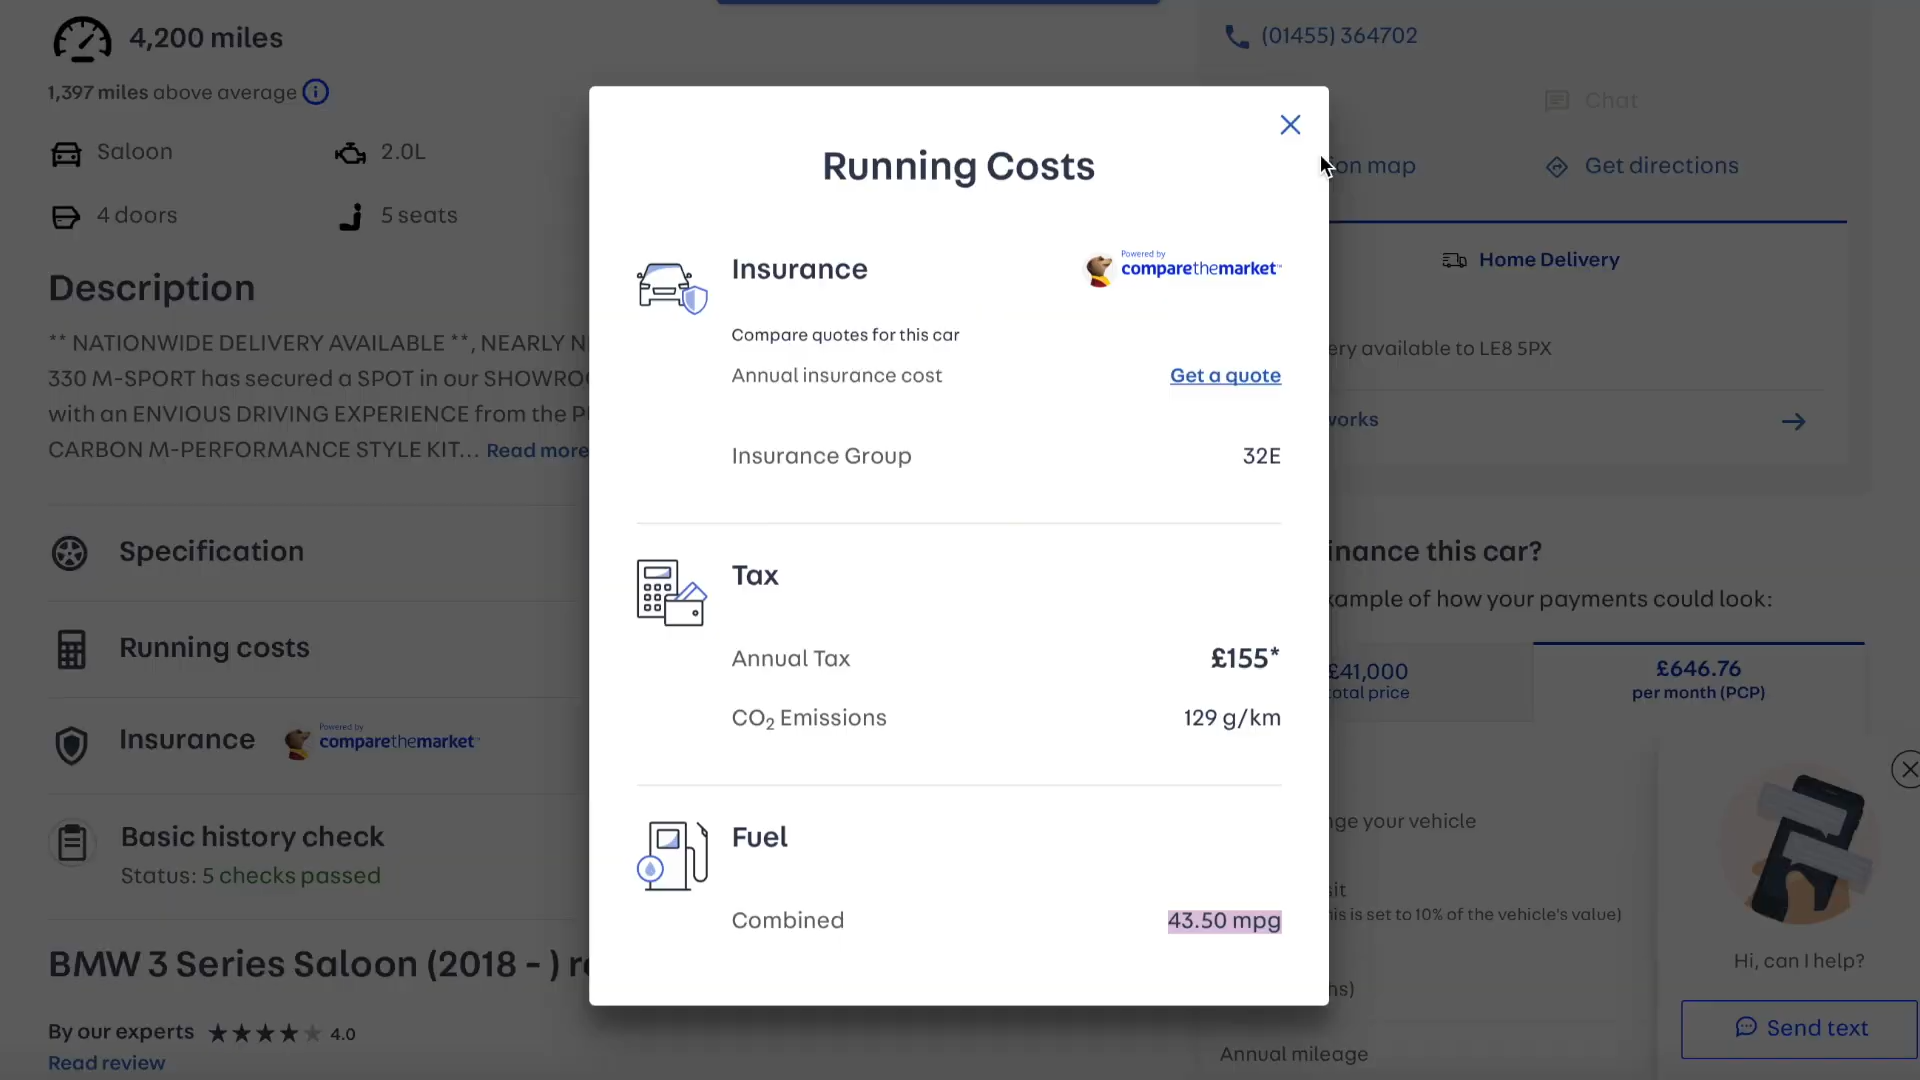 4,200 miles
1,397 miles above average
Saloon
2.0L
4 doors
5 seats
Description
** NATIONWIDE DELIVERY AVAILABLE **, NEARLY N
330 M-SPORT has secured a SPOT in our SHOWRO
with an ENVIOUS DRIVING EXPERIENCE from the P
CARBON M-PERFORMANCE STYLE KIT... Read more
Specification
Running costs
Insurance
Powered by
comparethemarket™
Basic history check
Status: 5 checks passed
BMW 3 Series Saloon (2018 - ) r
By our experts 4.0
Read review
Running Costs
Insurance
Powered by
comparethemarket™
Compare quotes for this car
Annual insurance cost
Get a quote
Insurance Group
32E
Tax
Annual Tax
£155*
CO₂ Emissions
129 g/km
Fuel
Combined
43.50 mpg
(01455) 364702
Chat
on map
Get directions
Home Delivery
ery available to LE8 5PX
works
inance this car?
xample of how your payments could look:
£41,000
otal price
£646.76
per month (PCP)
nge your vehicle
sit
his is set to 10% of the vehicle's value)
hs)
Annual mileage
Hi, can I help?
Send text